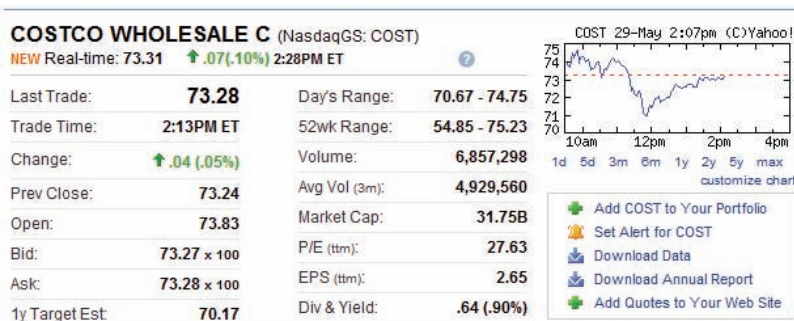 COSTCO WHOLESALE C (NasdaqGS: COST)
NEW Real-time: 73.31 .07(.10%) 2:28PM ET ?
Last Trade: 73.28
Trade Time: 2:13PM ET
Change: .04 (.05%)
Prev Close: 73.24
Open: 73.83
Bid: 73.27 x 100
Ask: 73.28 x 100
1y Target Est: 70.17
Day's Range: 70.67 - 74.75
52wk Range: 54.85 - 75.23
Volume: 6,857,298
Avg Vol (3m): 4,929,560
Market Cap: 31.75B
P/E (ttm): 27.63
EPS (ttm): 2.65
Div & Yield: .64 (.90%)
COST 29-May 2:07pm (C)Yahoo!
75
74
73
72
71
70
10am 12pm 2pm 4pm
1d 5d 3m 6m 1y 2y 5y max
customize chart
Add COST to Your Portfolio
Set Alert for COST
Download Data
Download Annual Report
Add Quotes to Your Web Site